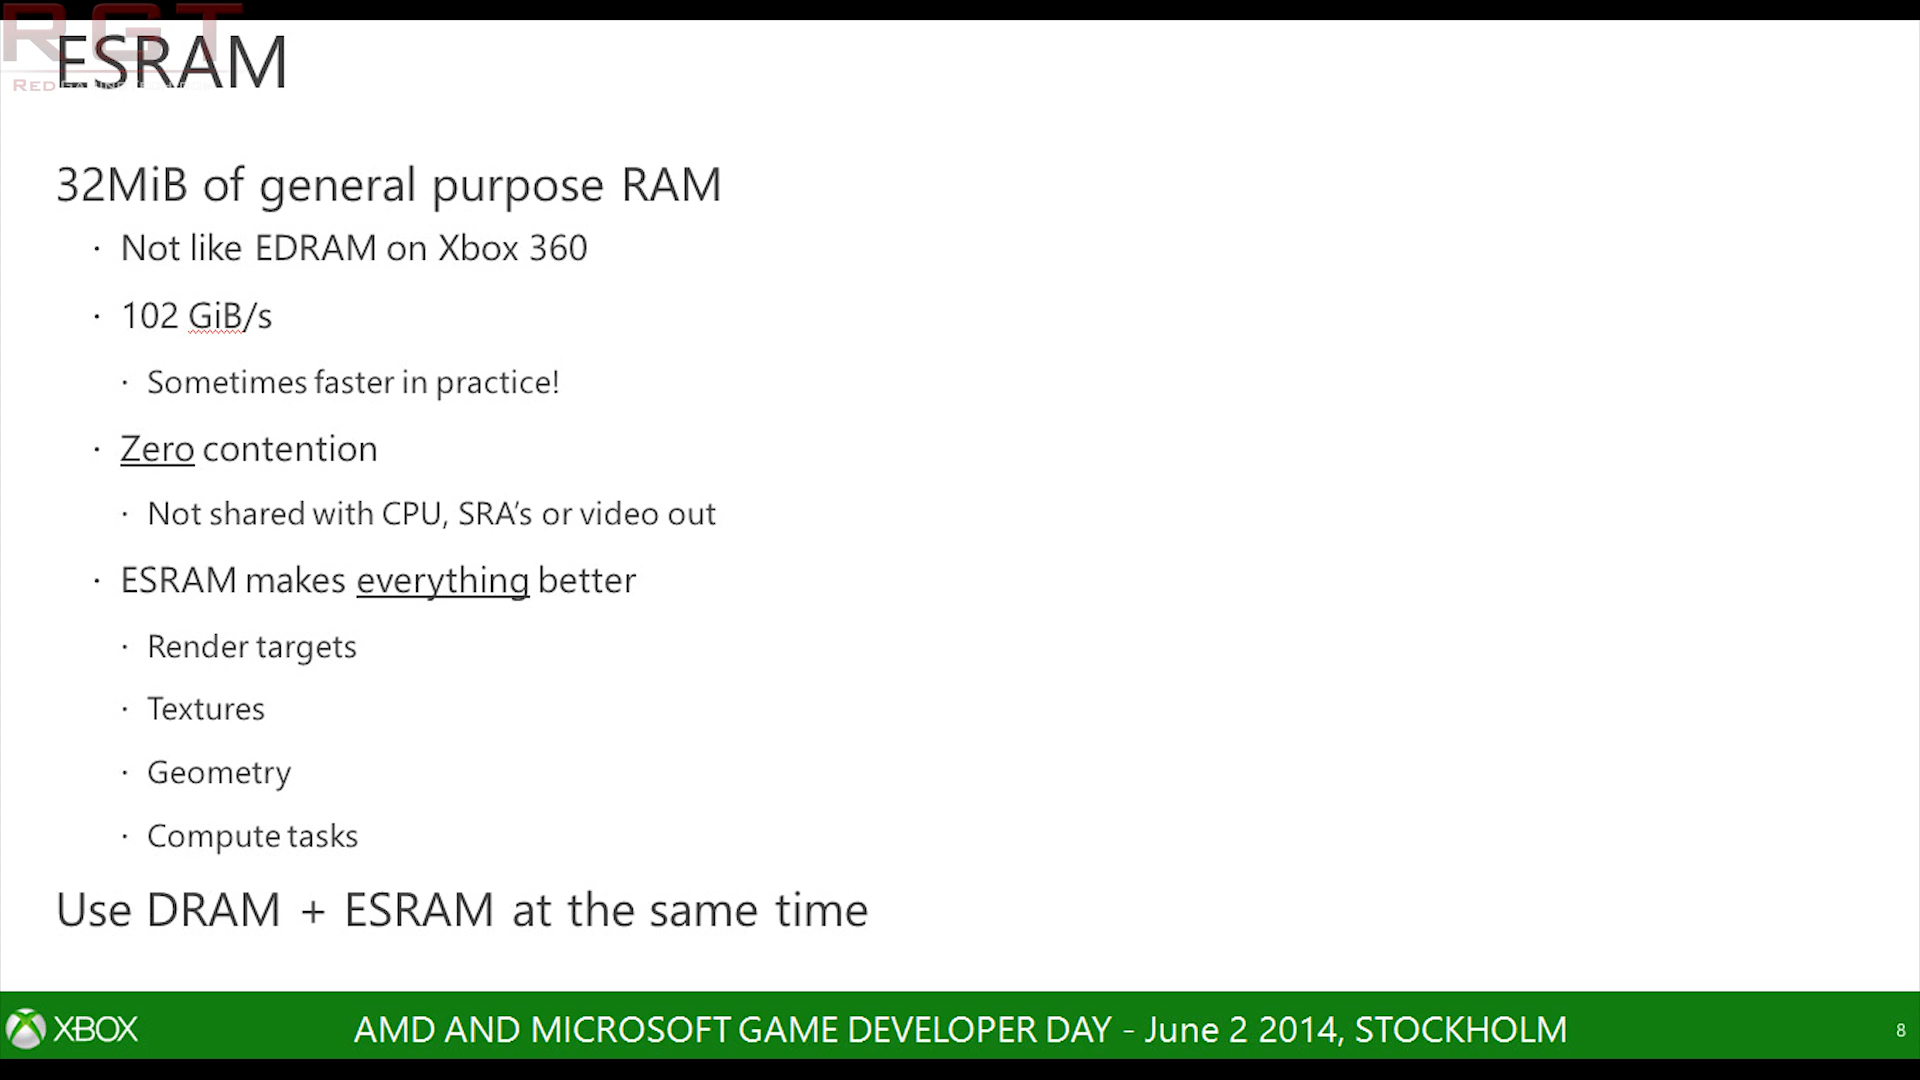 RGT
ESRAM
RED GAMING
32MiB of general purpose RAM
· Not like EDRAM on Xbox 360
· 102 GiB/s
· Sometimes faster in practice!
· Zero contention
· Not shared with CPU, SRA's or video out
· ESRAM makes everything better
· Render targets
· Textures
· Geometry
· Compute tasks
Use DRAM + ESRAM at the same time
XBOX
AMD AND MICROSOFT GAME DEVELOPER DAY - June 2 2014, STOCKHOLM
8